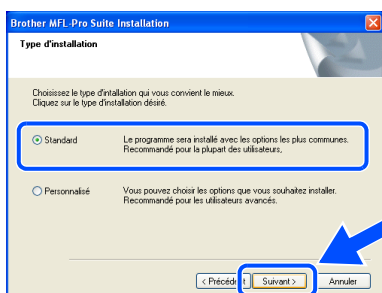 Brother MFL-Pro Suite Installation
Type d'installation
Choisissez le type d'intallation qui vous convient le mieux.
Cliquez sur le type d'installation désiré.
Standard
Le programme sera installé avec les options les plus communes.
Recommandé pour la plupart des utilisateurs,
Personnalisé
Vous pouvez choisir les options que vous souhaitez installer.
Recommandé pour les utilisateurs avancés.
< Précédent Suivant > Annuler